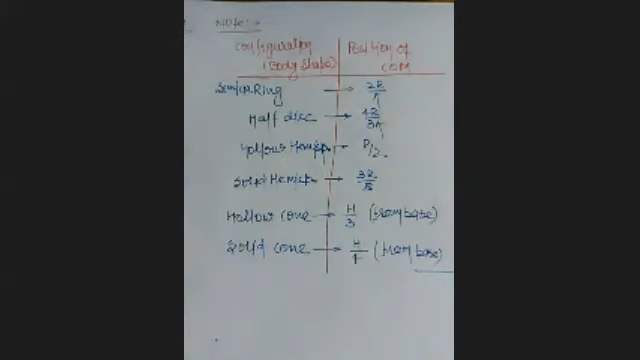 Note:-
Configuration Position of
(Body Shape) COM
Semicir. Ring → 2R/π
Half disc → 4R/3π
Hollow Hemisp. → R/2
Solid Hemisp. → 3R/8
Hollow cone → H/3 (from base)
Solid cone → H/4 (from base)